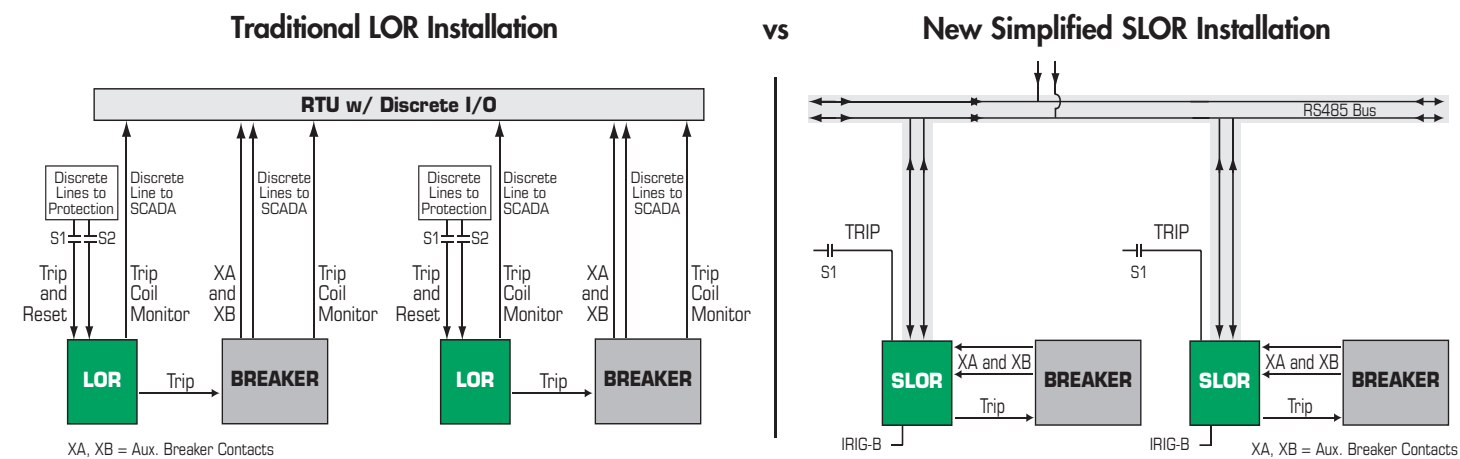 Traditional LOR Installation
vs
New Simplified SLOR Installation
RTU w/ Discrete I/O
Discrete
Lines to
Protection
Discrete
Line to
SCADA
Discrete
Lines to
SCADA
Discrete
Lines to
Protection
Discrete
Line to
SCADA
Discrete
Lines to
SCADA
S1
S2
S1
S2
Trip
and
Reset
Trip
Coil
Monitor
XA
and
XB
Trip
Coil
Monitor
Trip
and
Reset
Trip
Coil
Monitor
XA
and
XB
Trip
Coil
Monitor
LOR
Trip
BREAKER
LOR
Trip
BREAKER
XA, XB = Aux. Breaker Contacts
RS485 Bus
TRIP
S1
TRIP
S1
SLOR
XA and XB
Trip
BREAKER
IRIG-B
SLOR
XA and XB
Trip
BREAKER
IRIG-B
XA, XB = Aux. Breaker Contacts